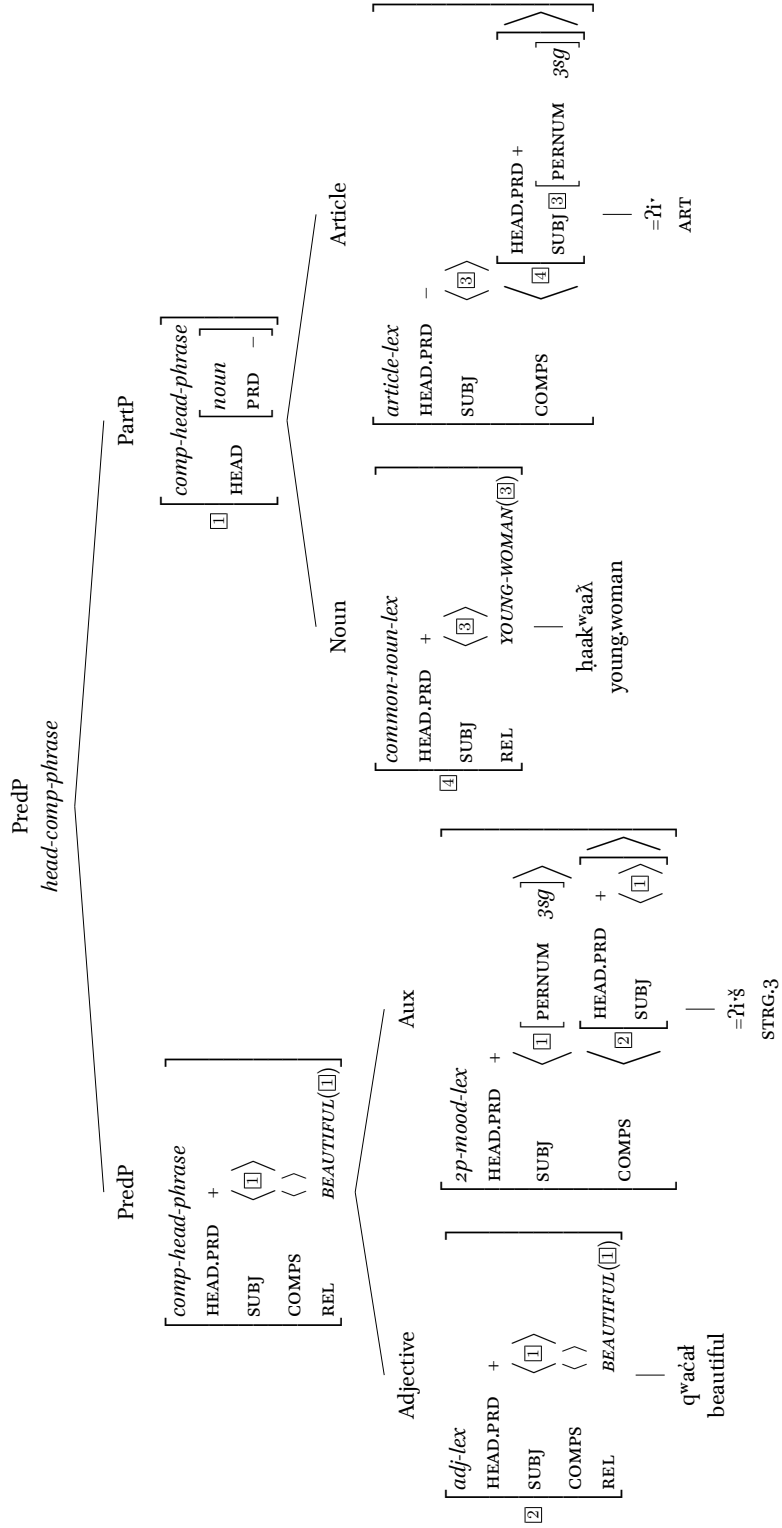 PredP
head-comp-phrase
PredP
comp-head-phrase
HEAD.PRD +
SUBJ ⟨1⟩
COMPS ⟨ ⟩
REL BEAUTIFUL(1)
PartP
1
comp-head-phrase
HEAD
noun
PRD −
Adjective
2
adj-lex
HEAD.PRD +
SUBJ ⟨1⟩
COMPS ⟨ ⟩
REL BEAUTIFUL(1)
qʷac̓ał
beautiful
Aux
2p-mood-lex
HEAD.PRD +
SUBJ ⟨1[PERNUM 3sg]⟩
COMPS ⟨2
HEAD.PRD +
SUBJ ⟨1⟩
⟩
=ʔiˑš
STRG.3
Noun
4
common-noun-lex
HEAD.PRD +
SUBJ ⟨3⟩
REL YOUNG-WOMAN(3)
ḥaakʷaaƛ
young.woman
Article
article-lex
HEAD.PRD −
SUBJ ⟨3⟩
COMPS ⟨4
HEAD.PRD +
SUBJ 3[PERNUM 3sg]
⟩
=ʔiˑ
ART